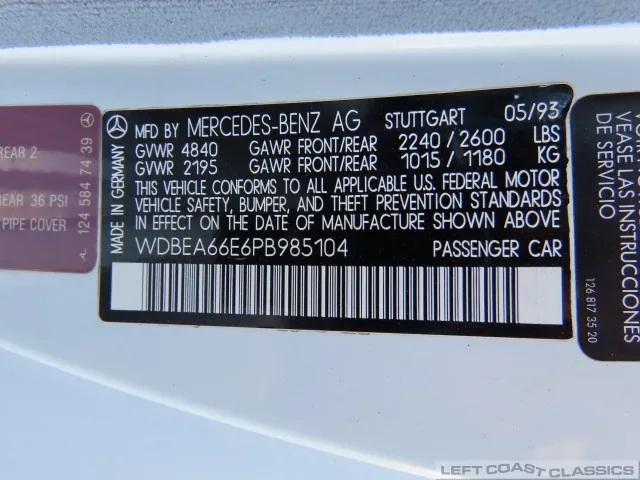 REAR 2
REAR 36 PSI
PIPE COVER
A 124 584 74 39
MADE IN GERMANY
MFD BY MERCEDES-BENZ AG STUTTGART 05/93
GVWR 4840 GAWR FRONT/REAR 2240/2600 LBS
GVWR 2195 GAWR FRONT/REAR 1015/1180 KG
THIS VEHICLE CONFORMS TO ALL APPLICABLE U.S. FEDERAL MOTOR
VEHICLE SAFETY, BUMPER, AND THEFT PREVENTION STANDARDS
IN EFFECT ON THE DATE OF MANUFACTURE SHOWN ABOVE
WDBEA66E6PB985104 PASSENGER CAR
VEASE LAS INSTRUCCIONES
DE SERVICIO
126 817 35 20
LEFT COAST CLASSICS